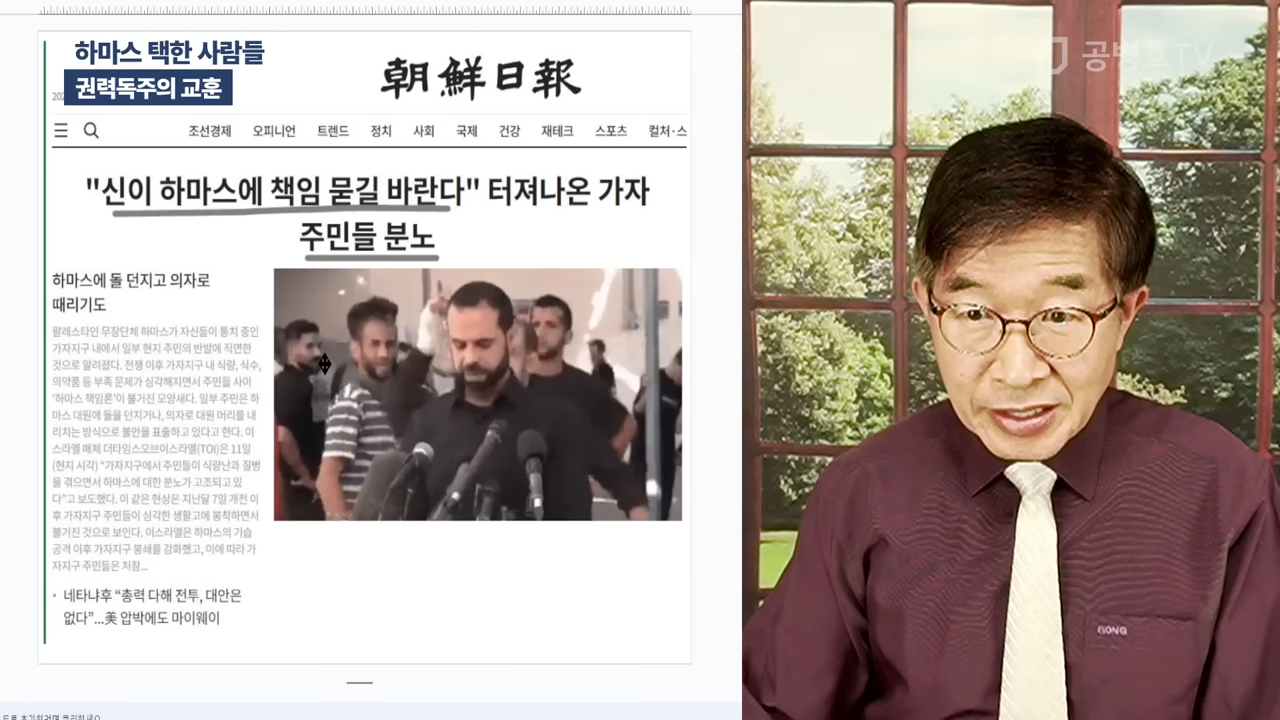 하마스 택한 사람들
권력독주의 교훈
공병호TV
朝鮮日報
조선경제 오피니언 트렌드 정치 사회 국제 건강 재테크 스포츠 컬처·스
"신이 하마스에 책임 묻길 바란다" 터져나온 가자
주민들 분노
하마스에 돌 던지고 의자로
때리기도
팔레스타인 무장단체 하마스가 자신들이 통치 중인
가자지구 내에서 일부 현지 주민의 반발에 직면한
것으로 알려졌다. 전쟁 이후 가자지구 내 식량, 식수,
의약품 등 부족 문제가 심각해지면서 주민들 사이
'하마스 책임론'이 불거진 모양새다. 일부 주민은 하
마스 대원에 돌을 던지거나, 의자로 대원 머리를 내
리치는 방식으로 불만을 표출하고 있다고 한다. 이
스라엘 매체 더타임스오브이스라엘(TOI)은 11일
(현지 시각) "가자지구에서 주민들이 식량난과 질병
을 겪으면서 하마스에 대한 분노가 고조되고 있
다"고 보도했다. 이 같은 현상은 지난달 7일 개전 이
후 가자지구 주민들이 심각한 생활고에 봉착하면서
불거진 것으로 보인다. 이스라엘은 하마스의 기습
공격 이후 가자지구 봉쇄를 강화했고, 이에 따라 가
자지구 주민들은 처참...
• 네타냐후 “총력 다해 전투, 대안은
없다”...美 압박에도 마이웨이
GONG